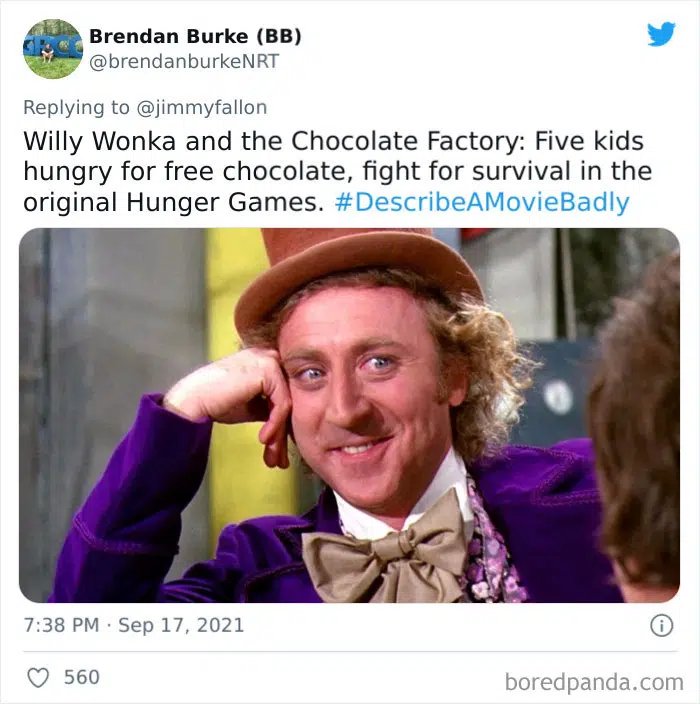 Brendan Burke (BB)
@brendanburkeNRT
Replying to @jimmyfallon
Willy Wonka and the Chocolate Factory: Five kids
hungry for free chocolate, fight for survival in the
original Hunger Games. #DescribeAMovieBadly
7:38 PM · Sep 17, 2021
560
boredpanda.com